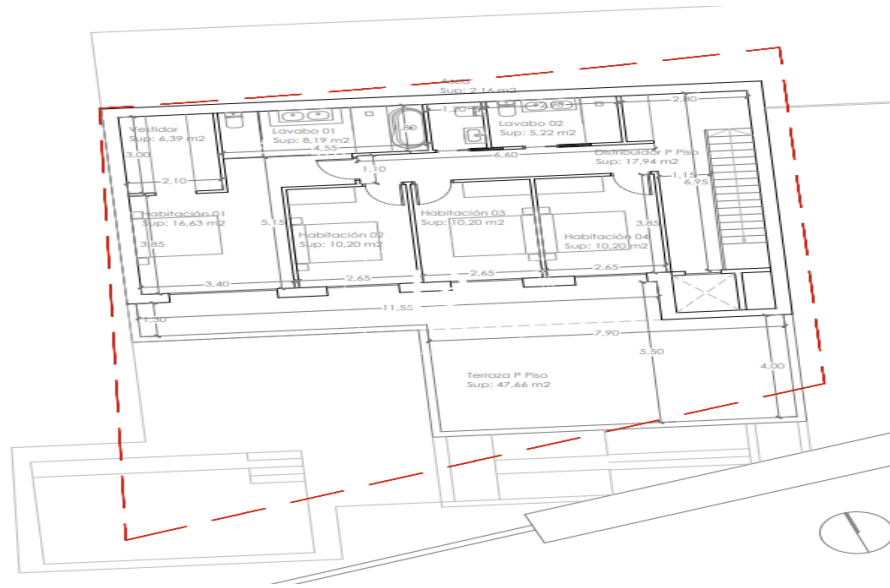 Aseo
Sup: 2,16 m2
1,20
2,95
2,80
Vestidor
Sup: 6,39 m2
Lavabo 01
Sup: 8,19 m2
1,80
Lavabo 02
Sup: 5,22 m2
4,55
3,00
6,60
Distribuidor P Piso
Sup: 17,94 m2
1,10
2,10
1,15
6,95
Habitación 01
Sup: 16,63 m2
5,15
Habitación 02
Sup: 10,20 m2
Habitación 03
Sup: 10,20 m2
3,85
Habitación 04
Sup: 10,20 m2
3,85
3,40
2,65
2,65
2,65
11,55
1,30
7,90
5,50
4,00
Terraza P Piso
Sup: 47,66 m2